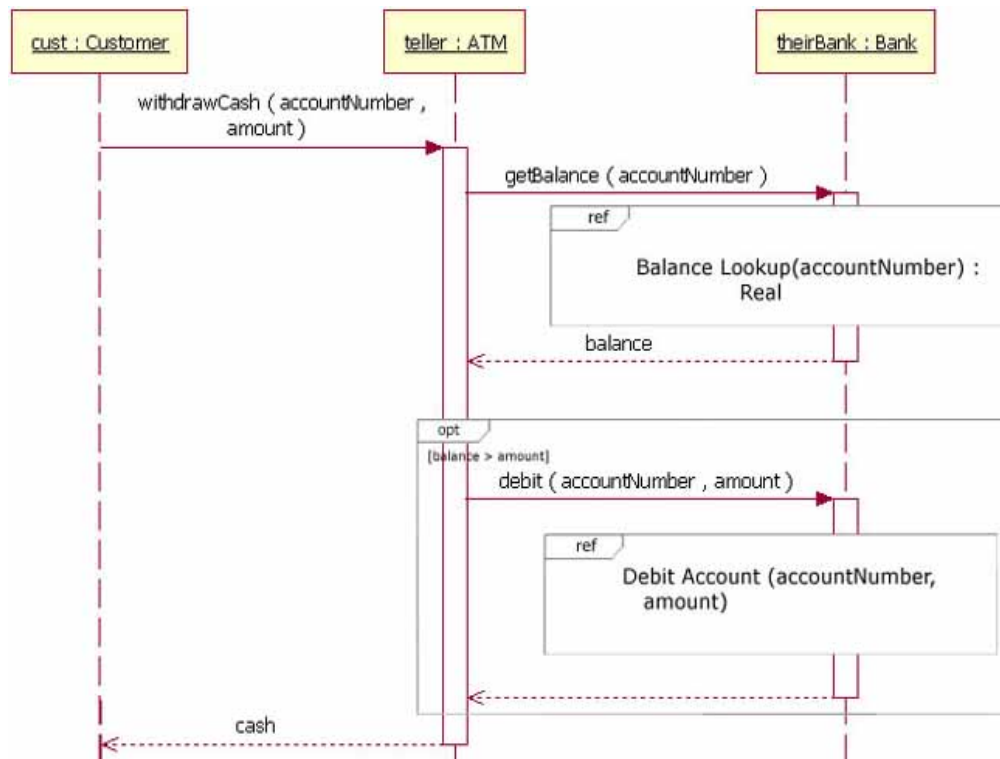 cust : Customer
teller : ATM
theirBank : Bank
withdrawCash ( accountNumber ,
amount )
getBalance ( accountNumber )
ref
Balance Lookup(accountNumber) :
Real
balance
opt
[balance > amount]
debit ( accountNumber , amount )
ref
Debit Account (accountNumber,
amount)
cash